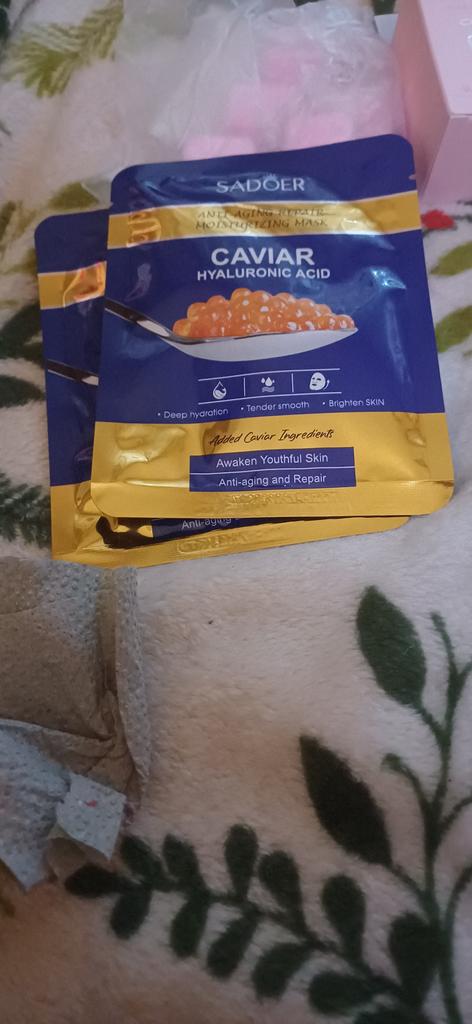 SADOER
ANTI-AGING REPAIR
MOISTURIZING MASK
CAVIAR
HYALURONIC ACID
• Deep hydration • Tender smooth • Brighten SKIN
Added Caviar Ingredients
Awaken Youthful Skin
Anti-aging and Repair
Anti-aging